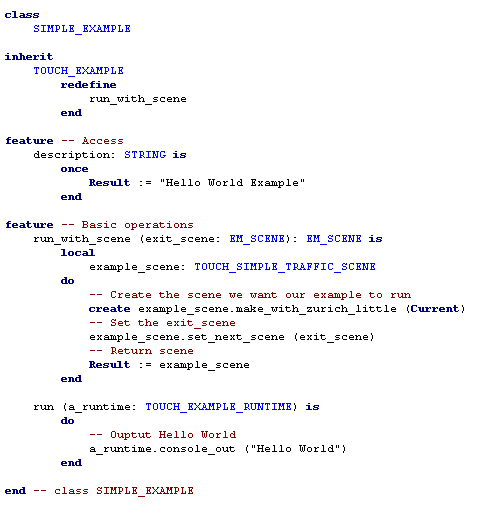 class
SIMPLE_EXAMPLE
inherit
TOUCH_EXAMPLE
redefine
run_with_scene
end
feature -- Access
description: STRING is
once
Result := "Hello World Example"
end
feature -- Basic operations
run_with_scene (exit_scene: EM_SCENE): EM_SCENE is
local
example_scene: TOUCH_SIMPLE_TRAFFIC_SCENE
do
-- Create the scene we want our example to run
create example_scene.make_with_zurich_little (Current)
-- Set the exit_scene
example_scene.set_next_scene (exit_scene)
-- Return scene
Result := example_scene
end
run (a_runtime: TOUCH_EXAMPLE_RUNTIME) is
do
-- Ouptut Hello World
a_runtime.console_out ("Hello World")
end
end -- class SIMPLE_EXAMPLE